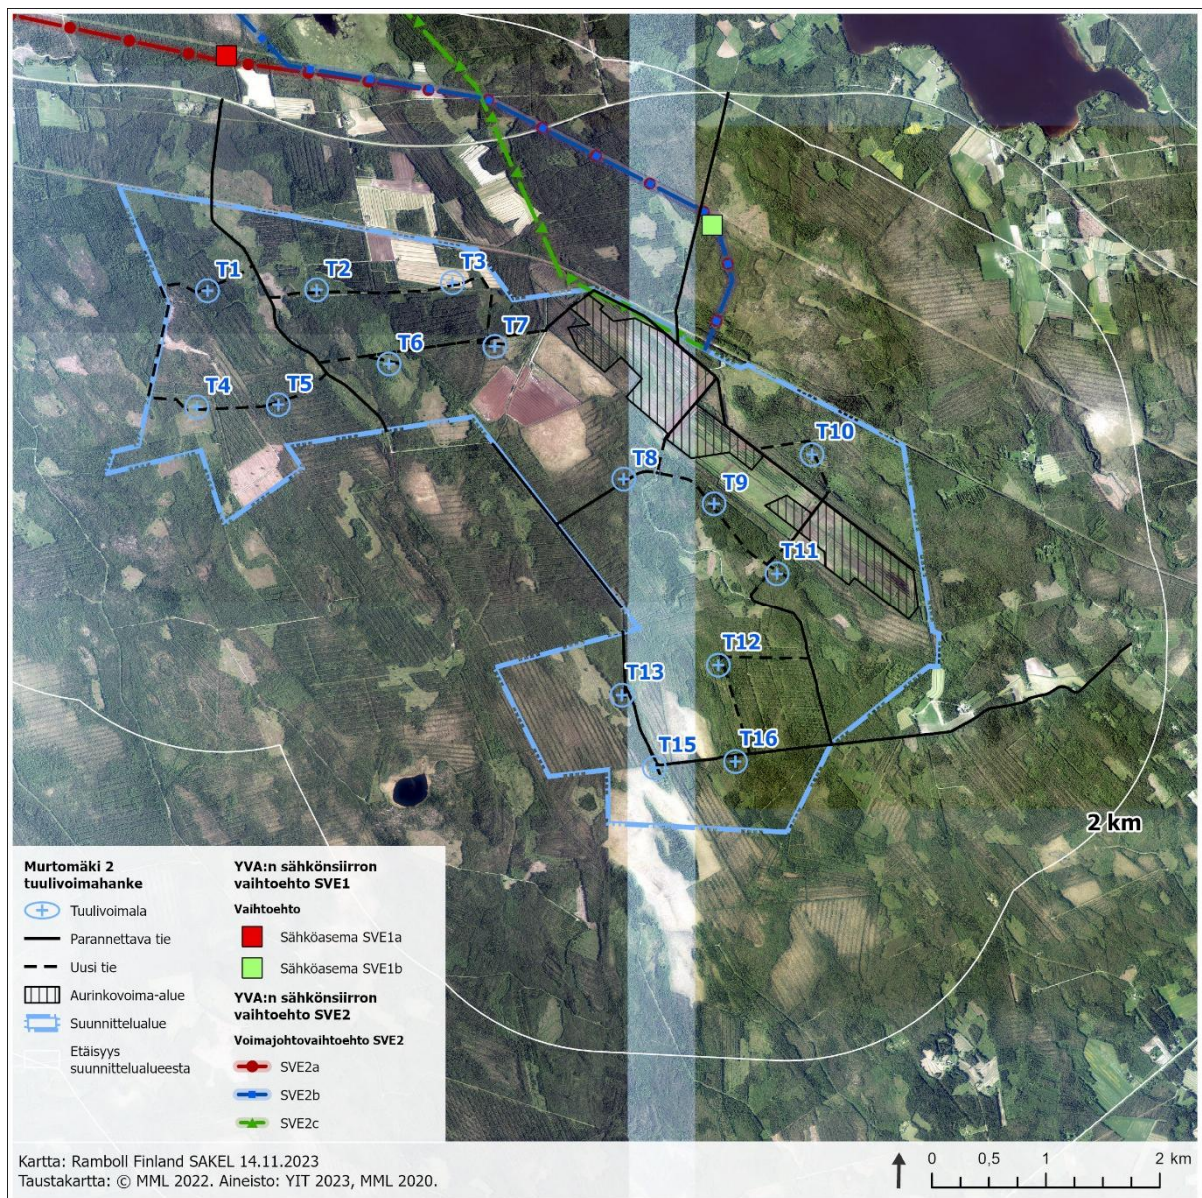 T1
T2
T3
T4
T5
T6
T7
T8
T9
T10
T11
T12
T13
T15
T16
2 km
Murtomäki 2
tuulivoimahanke
Tuulivoimala
Parannettava tie
Uusi tie
Aurinkovoima-alue
Suunnittelualue
Etäisyys
suunnittelualueesta
YVA:n sähkönsiirron
vaihtoehto SVE1
Vaihtoehto
Sähköasema SVE1a
Sähköasema SVE1b
YVA:n sähkönsiirron
vaihtoehto SVE2
Voimajohtovaihtoehto SVE2
SVE2a
SVE2b
SVE2c
Kartta: Ramboll Finland SAKEL 14.11.2023
Taustakartta: © MML 2022. Aineisto: YIT 2023, MML 2020.
0 0,5 1 2 km